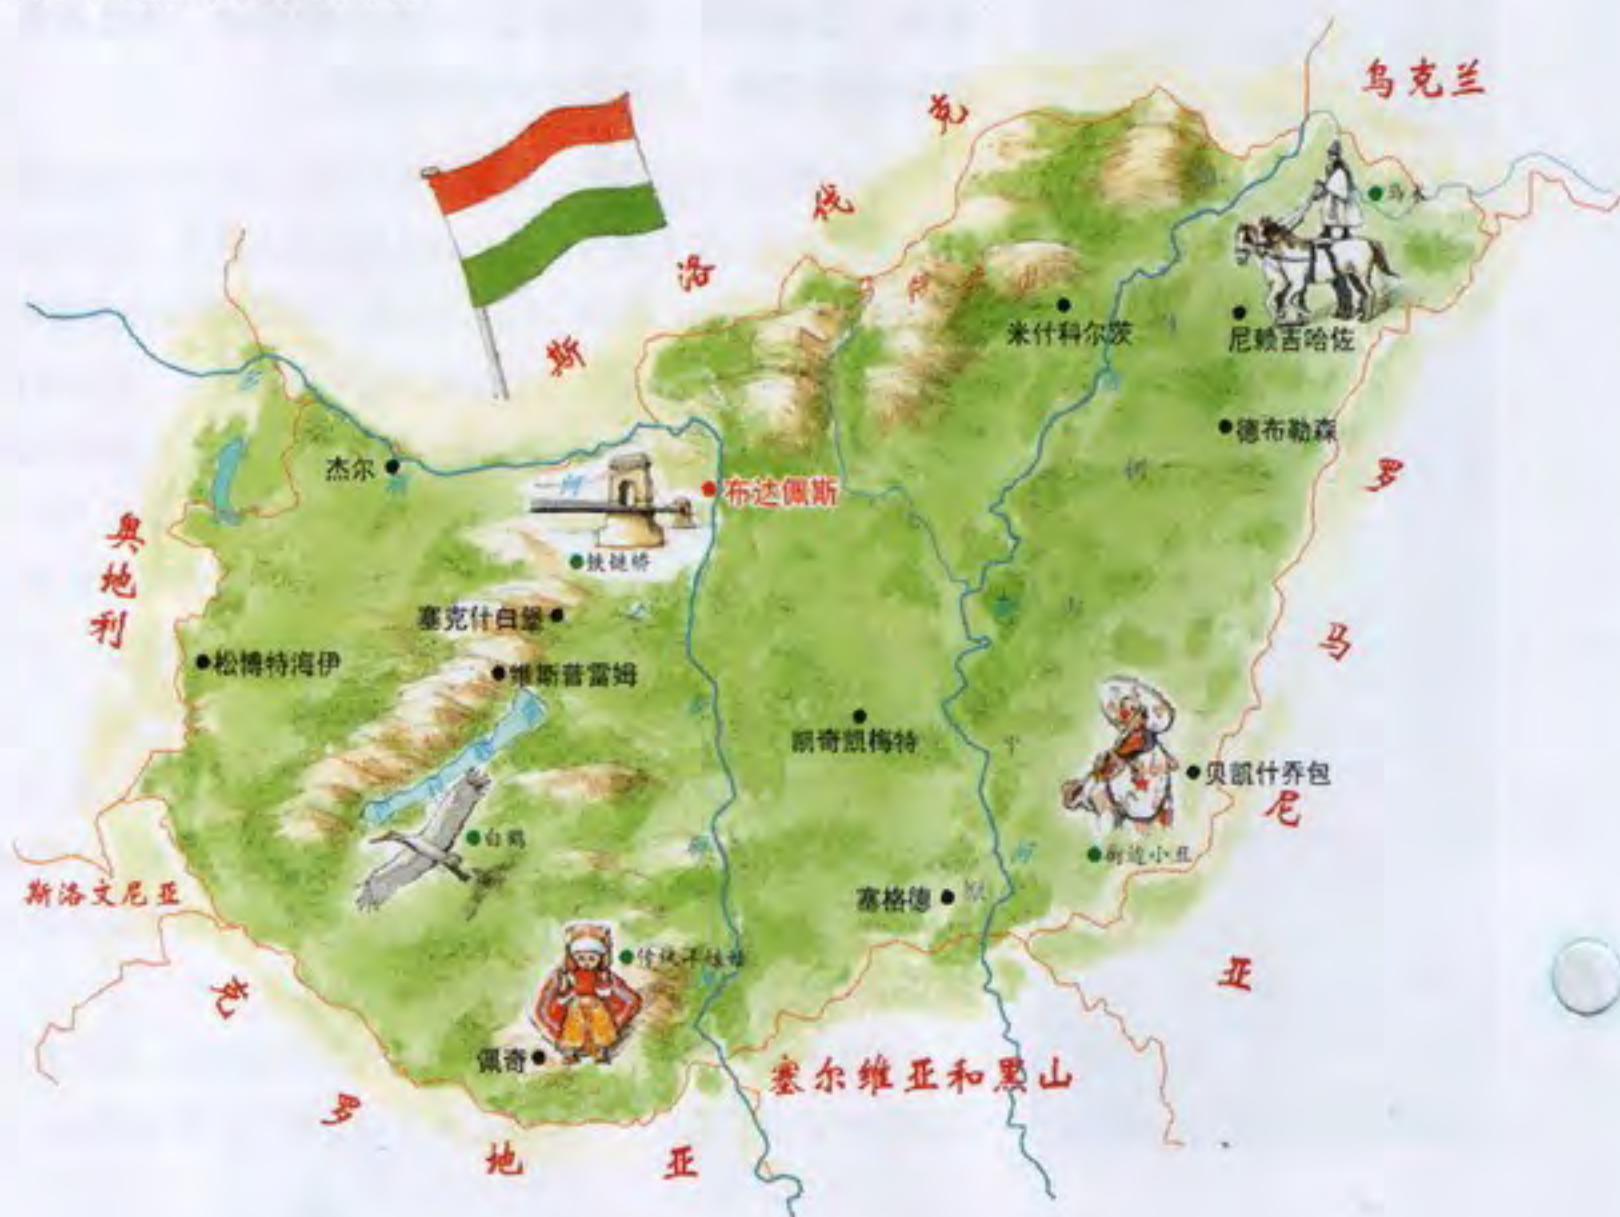 乌克兰
斯洛伐克
马术
米什科尔茨
尼赖吉哈佐
德布勒森
杰尔
布达佩斯
铁链桥
奥地利
塞克什白堡
松博特海伊
维斯普雷姆
凯奇凯梅特
贝凯什乔包
罗马尼亚
白鹤
街边小丑
塞格德
斯洛文尼亚
佩奇
塞尔维亚和黑山
克罗地亚